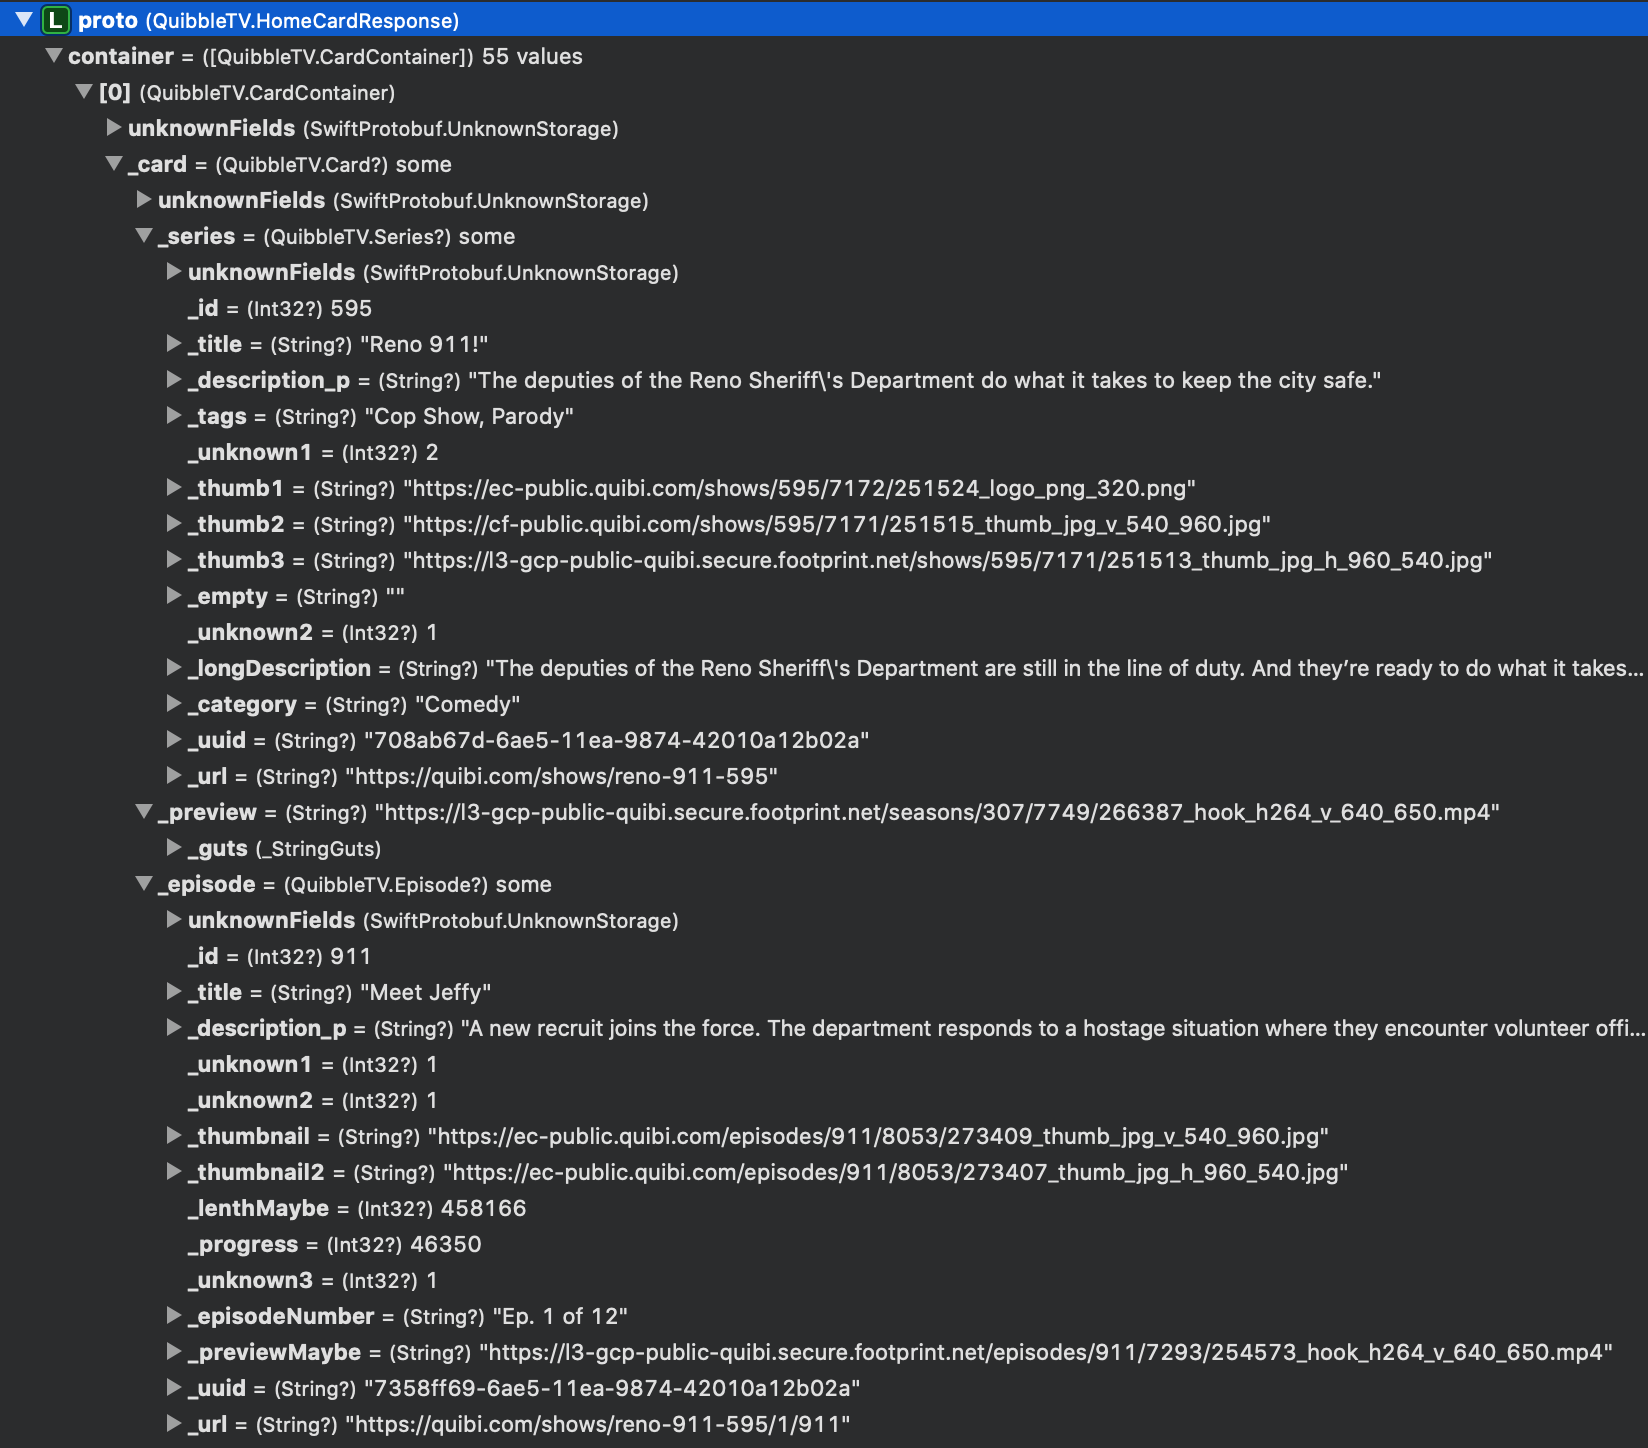 L proto (QuibbleTV.HomeCardResponse)
container = ([QuibbleTV.CardContainer]) 55 values
[0] (QuibbleTV.CardContainer)
unknownFields (SwiftProtobuf.UnknownStorage)
_card = (QuibbleTV.Card?) some
unknownFields (SwiftProtobuf.UnknownStorage)
_series = (QuibbleTV.Series?) some
unknownFields (SwiftProtobuf.UnknownStorage)
_id = (Int32?) 595
_title = (String?) "Reno 911!"
_description_p = (String?) "The deputies of the Reno Sheriff\'s Department do what it takes to keep the city safe."
_tags = (String?) "Cop Show, Parody"
_unknown1 = (Int32?) 2
_thumb1 = (String?) "https://ec-public.quibi.com/shows/595/7172/251524_logo_png_320.png"
_thumb2 = (String?) "https://cf-public.quibi.com/shows/595/7171/251515_thumb_jpg_v_540_960.jpg"
_thumb3 = (String?) "https://l3-gcp-public-quibi.secure.footprint.net/shows/595/7171/251513_thumb_jpg_h_960_540.jpg"
_empty = (String?) ""
_unknown2 = (Int32?) 1
_longDescription = (String?) "The deputies of the Reno Sheriff\'s Department are still in the line of duty. And they’re ready to do what it takes...
_category = (String?) "Comedy"
_uuid = (String?) "708ab67d-6ae5-11ea-9874-42010a12b02a"
_url = (String?) "https://quibi.com/shows/reno-911-595"
_preview = (String?) "https://l3-gcp-public-quibi.secure.footprint.net/seasons/307/7749/266387_hook_h264_v_640_650.mp4"
_guts (_StringGuts)
_episode = (QuibbleTV.Episode?) some
unknownFields (SwiftProtobuf.UnknownStorage)
_id = (Int32?) 911
_title = (String?) "Meet Jeffy"
_description_p = (String?) "A new recruit joins the force. The department responds to a hostage situation where they encounter volunteer offi...
_unknown1 = (Int32?) 1
_unknown2 = (Int32?) 1
_thumbnail = (String?) "https://ec-public.quibi.com/episodes/911/8053/273409_thumb_jpg_v_540_960.jpg"
_thumbnail2 = (String?) "https://ec-public.quibi.com/episodes/911/8053/273407_thumb_jpg_h_960_540.jpg"
_lenthMaybe = (Int32?) 458166
_progress = (Int32?) 46350
_unknown3 = (Int32?) 1
_episodeNumber = (String?) "Ep. 1 of 12"
_previewMaybe = (String?) "https://l3-gcp-public-quibi.secure.footprint.net/episodes/911/7293/254573_hook_h264_v_640_650.mp4"
_uuid = (String?) "7358ff69-6ae5-11ea-9874-42010a12b02a"
_url = (String?) "https://quibi.com/shows/reno-911-595/1/911"